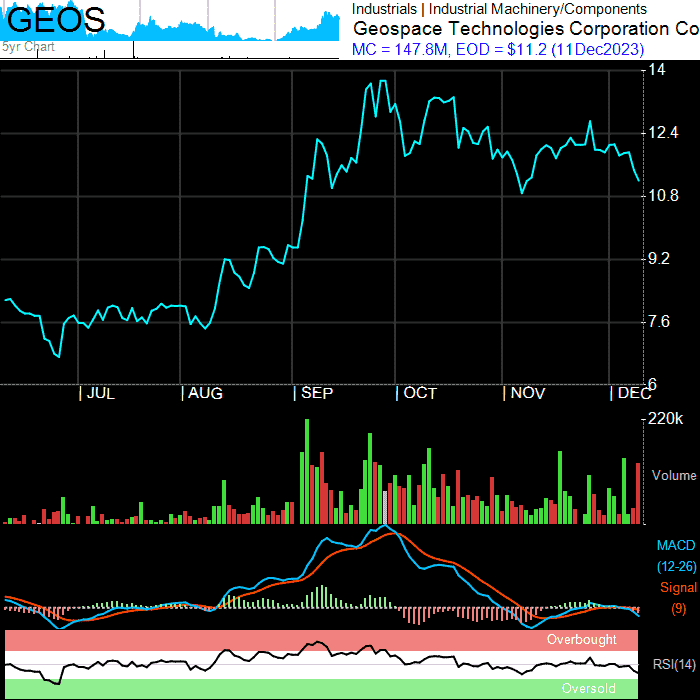 GEOS
5yr Chart
Industrials | Industrial Machinery/Components
Geospace Technologies Corporation Co
MC = 147.8M, EOD = $11.2 (11Dec2023)
14
12.4
10.8
9.2
7.6
6
| JUL | AUG | SEP | OCT | NOV | DEC
220k
Volume
MACD
(12-26)
Signal
(9)
Overbought
RSI(14)
Oversold